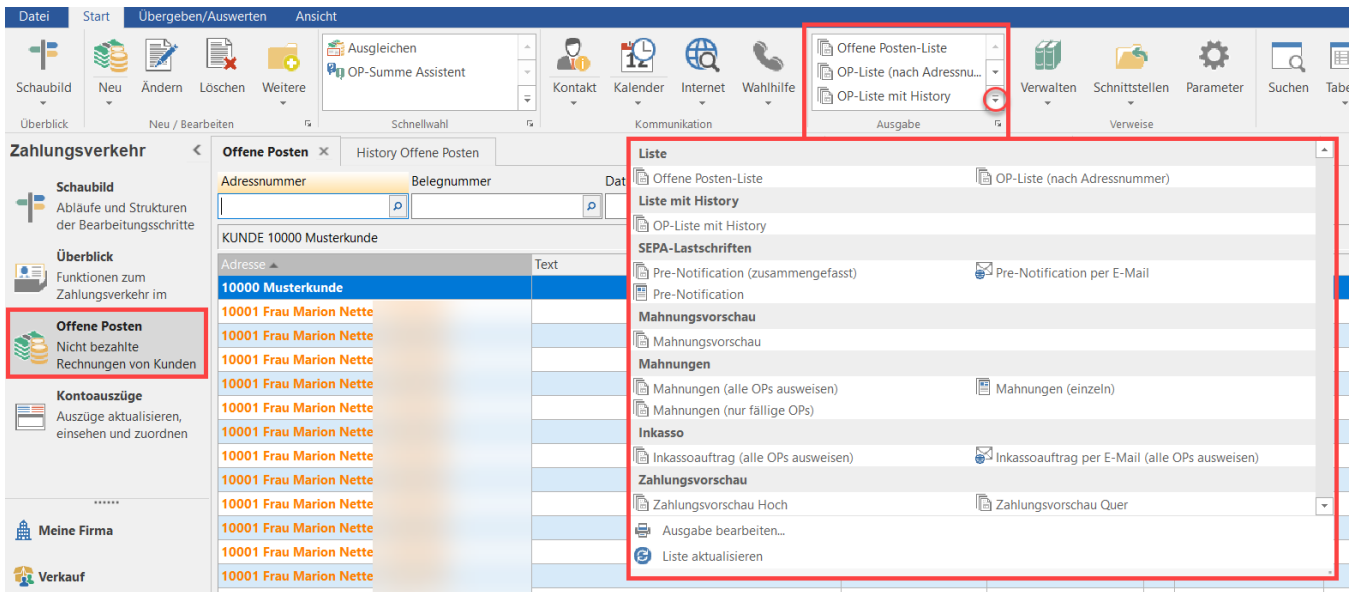 Datei Start Übergeben/Auswerten Ansicht
Schaubild
Überblick
Neu Ändern Löschen Weitere
Neu / Bearbeiten
Ausgleichen
OP-Summe Assistent
Schnellwahl
Kontakt Kalender Internet Wahlhilfe
Kommunikation
Offene Posten-Liste
OP-Liste (nach Adressnu...
OP-Liste mit History
Ausgabe
Verwalten Schnittstellen Parameter
Verweise
Suchen
Zahlungsverkehr
Schaubild
Abläufe und Strukturen
der Bearbeitungsschritte
Überblick
Funktionen zum
Zahlungsverkehr im
Offene Posten
Nicht bezahlte
Rechnungen von Kunden
Kontoauszüge
Auszüge aktualisieren,
einsehen und zuordnen
Meine Firma
Verkauf
Offene Posten History Offene Posten
Adressnummer Belegnummer
KUNDE 10000 Musterkunde
Adresse Text
10000 Musterkunde
10001 Frau Marion Nette
10001 Frau Marion Nette
10001 Frau Marion Nette
10001 Frau Marion Nette
10001 Frau Marion Nette
10001 Frau Marion Nette
10001 Frau Marion Nette
10001 Frau Marion Nette
10001 Frau Marion Nette
10001 Frau Marion Nette
10001 Frau Marion Nette
10001 Frau Marion Nette
Liste
Offene Posten-Liste OP-Liste (nach Adressnummer)
Liste mit History
OP-Liste mit History
SEPA-Lastschriften
Pre-Notification (zusammengefasst) Pre-Notification per E-Mail
Pre-Notification
Mahnungsvorschau
Mahnungsvorschau
Mahnungen
Mahnungen (alle OPs ausweisen) Mahnungen (einzeln)
Mahnungen (nur fällige OPs)
Inkasso
Inkassoauftrag (alle OPs ausweisen) Inkassoauftrag per E-Mail (alle OPs ausweisen)
Zahlungsvorschau
Zahlungsvorschau Hoch Zahlungsvorschau Quer
Ausgabe bearbeiten...
Liste aktualisieren